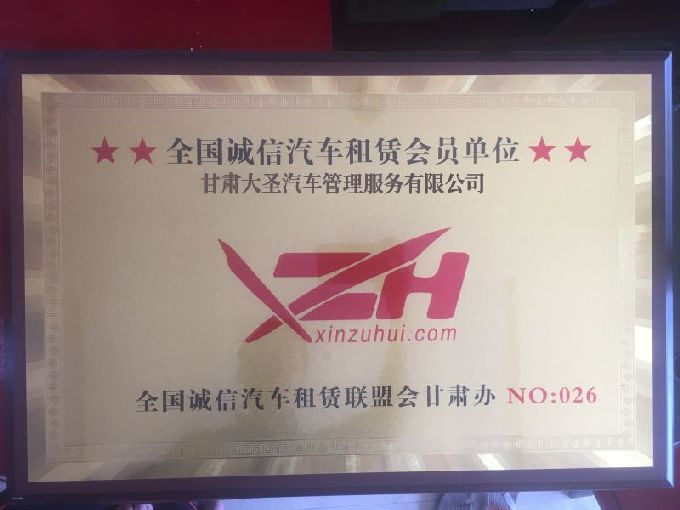 ★★全国诚信汽车租赁会员单位★★
甘肃大圣汽车管理服务有限公司
XZH
xinzuhui.com
全国诚信汽车租赁联盟会甘肃办 NO:026